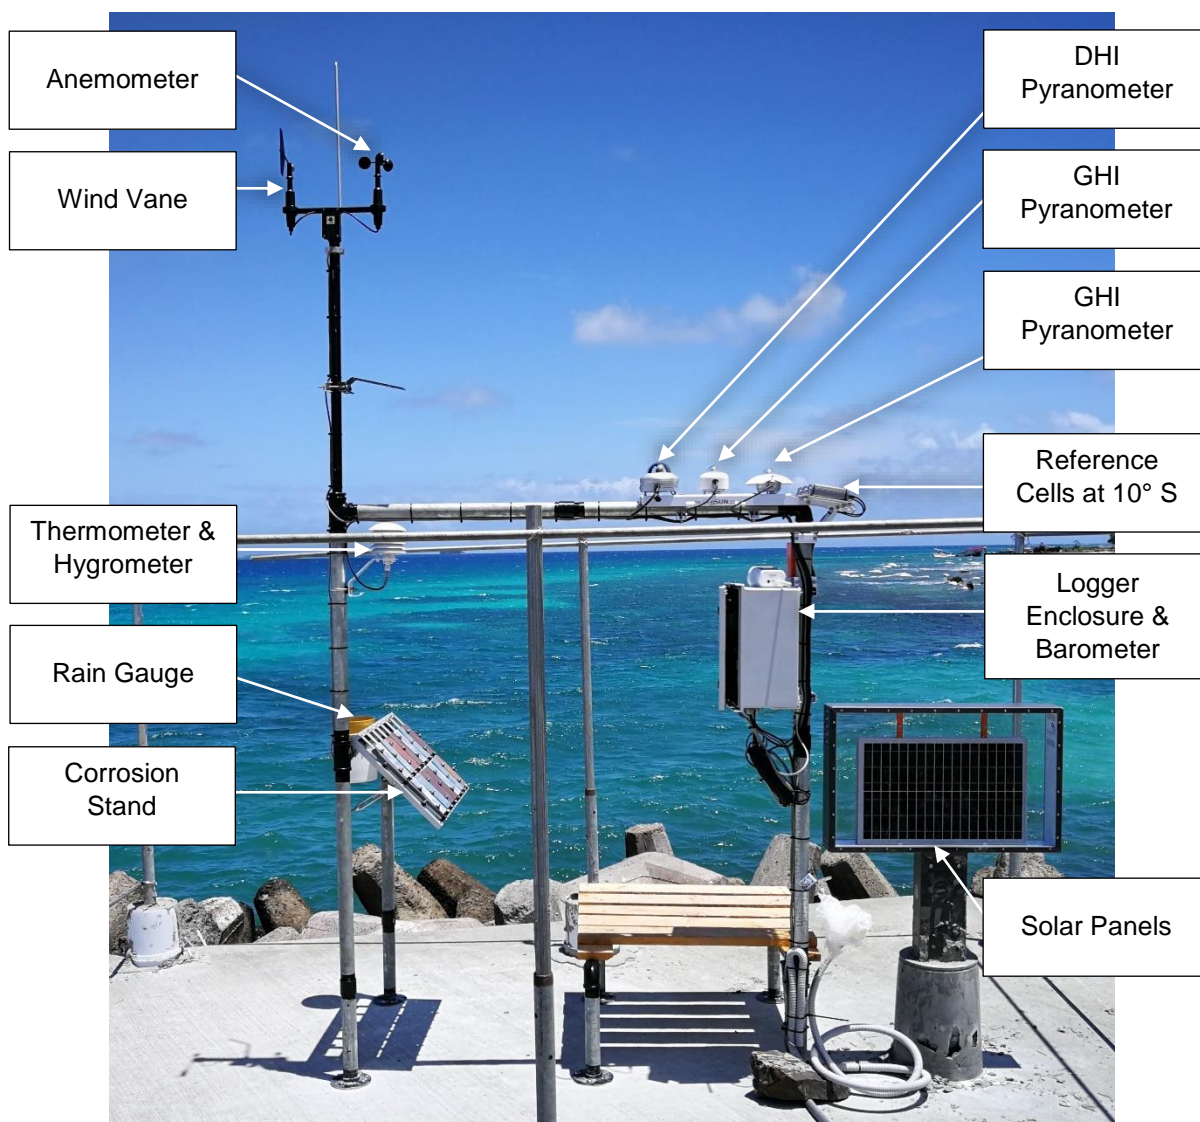 Anemometer
Wind Vane
Thermometer &
Hygrometer
Rain Gauge
Corrosion
Stand
DHI
Pyranometer
GHI
Pyranometer
GHI
Pyranometer
Reference
Cells at 10° S
Logger
Enclosure &
Barometer
Solar Panels